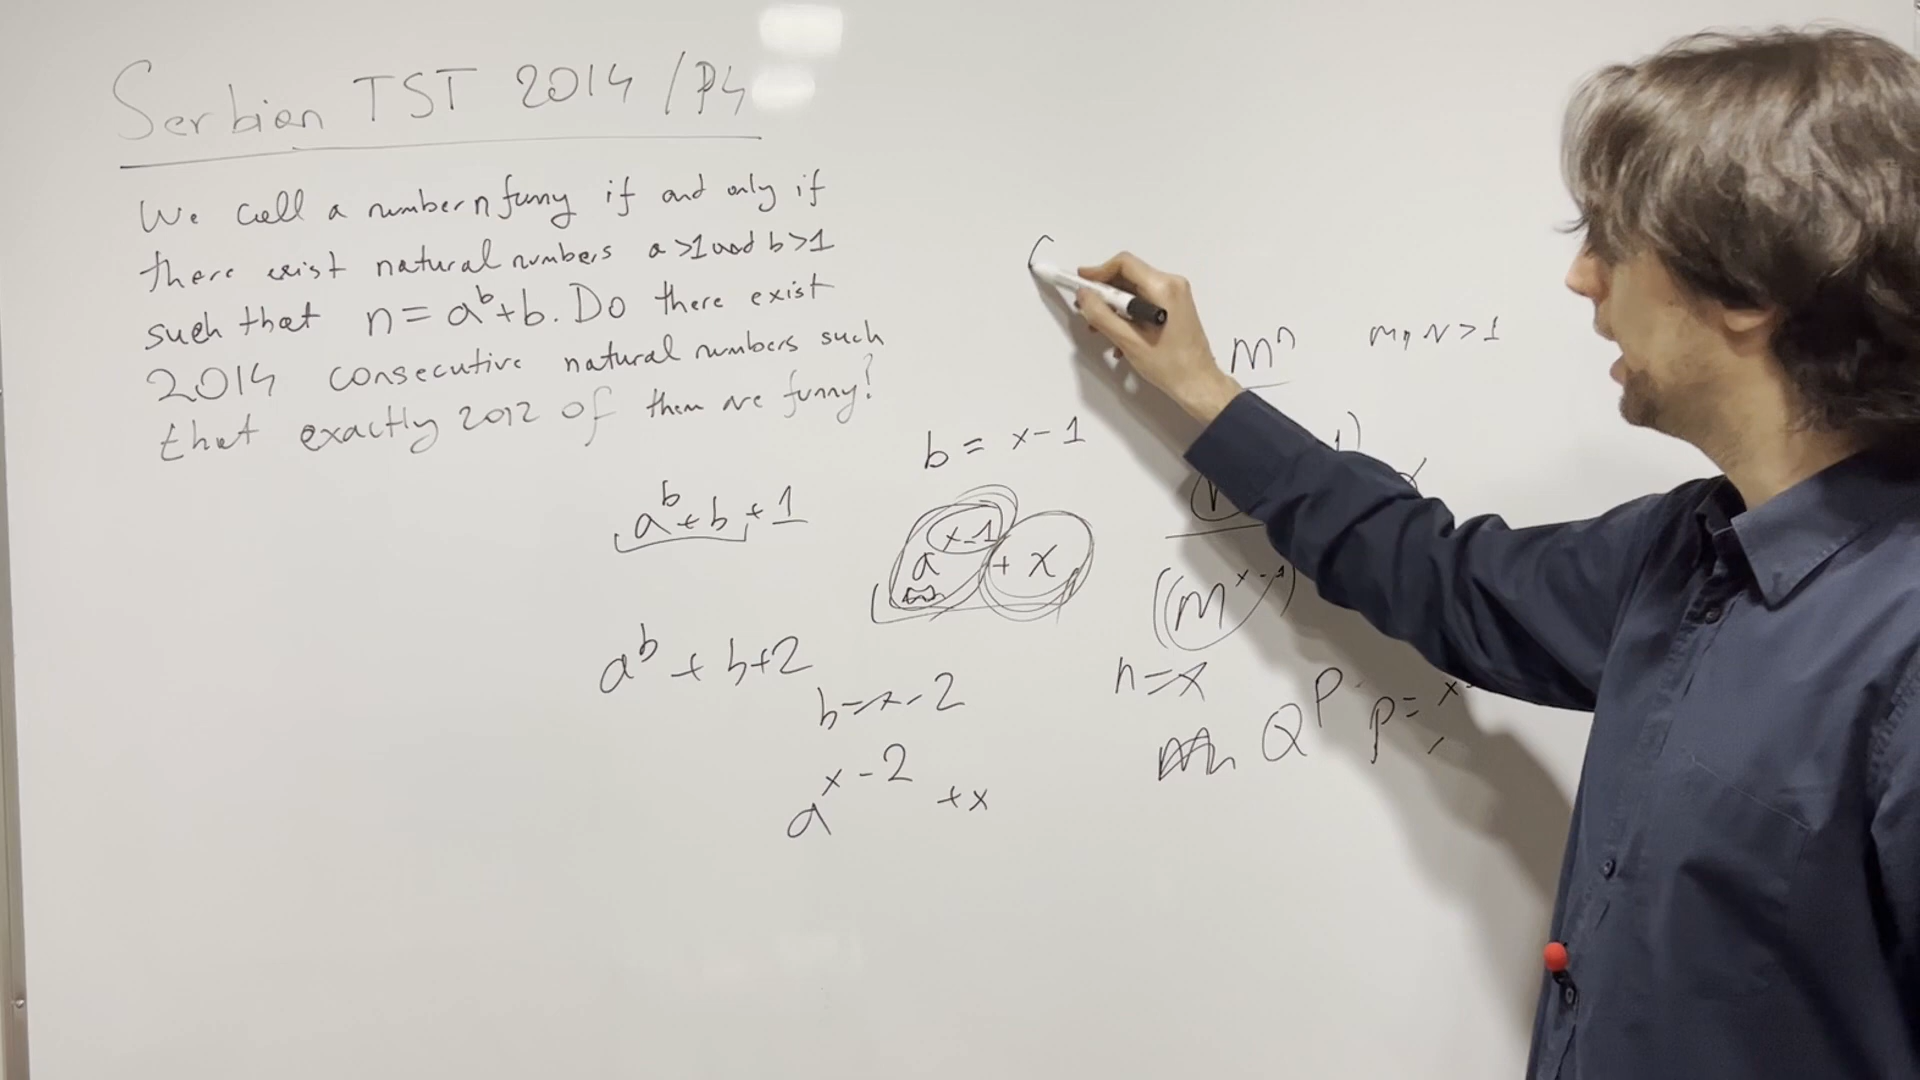 Serbian TST 2014 / P4
We call a number n funny if and only if
there exist natural numbers a >1 and b >1
such that n = a^b + b. Do there exist
2014 consecutive natural numbers such
that exactly 2012 of them are funny?
m^n m, n > 1
b = x - 1
a^b + b + 1
a^{x-1} + x
(m^{x-1})
a^b + b + 2
b = x - 2
n = x
Q^p p =
a^{x-2} + x